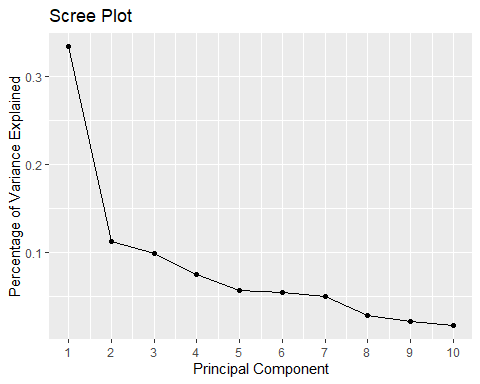 Scree Plot
Percentage of Variance Explained
0.3
0.2
0.1
1 2 3 4 5 6 7 8 9 10
Principal Component